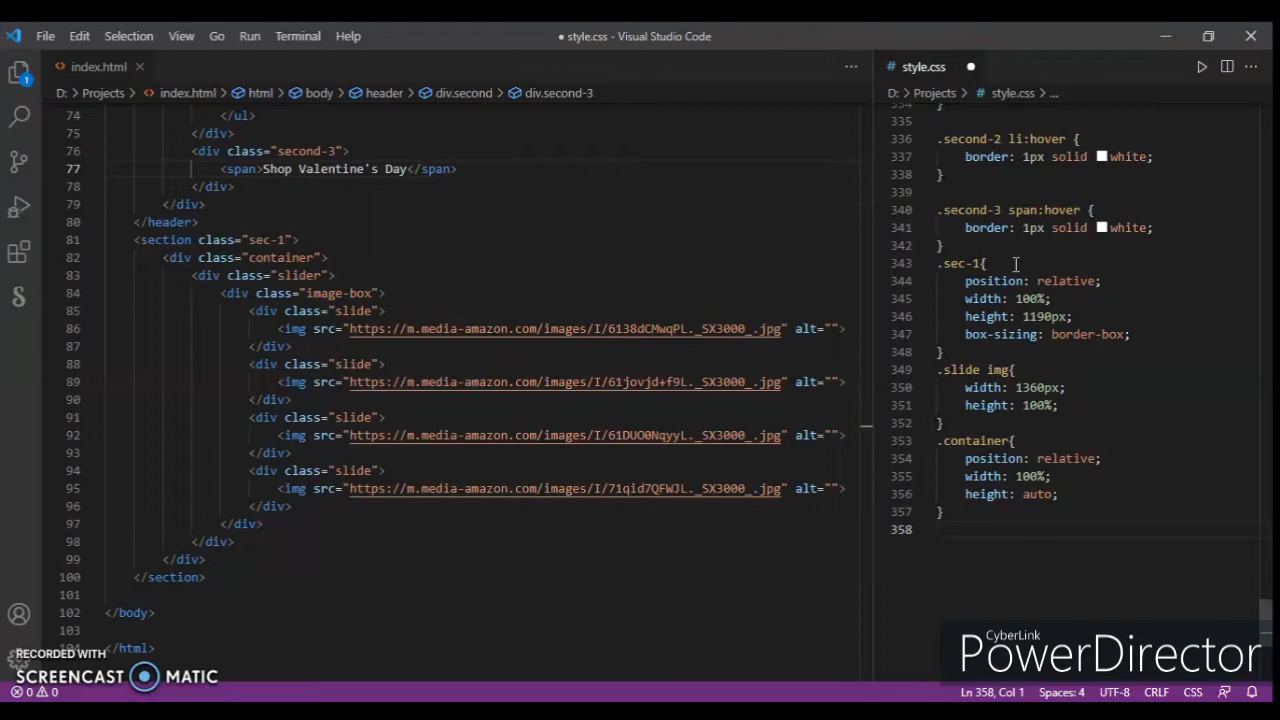 File Edit Selection View Go Run Terminal Help
● style.css - Visual Studio Code
index.html
D: > Projects > index.html > html > body > header > div.second > div.second-3
74 </ul>
75 </div>
76 <div class="second-3">
77 <span>Shop Valentine's Day</span>
78 </div>
79 </div>
80 </header>
81 <section class="sec-1">
82 <div class="container">
83 <div class="slider">
84 <div class="image-box">
85 <div class="slide">
86 <img src="https://m.media-amazon.com/images/I/6138dCMwqPL._SX3000_.jpg" alt="">
87 </div>
88 <div class="slide">
89 <img src="https://m.media-amazon.com/images/I/61jovjd+f9L._SX3000_.jpg" alt="">
90 </div>
91 <div class="slide">
92 <img src="https://m.media-amazon.com/images/I/61DUO0NqyyL._SX3000_.jpg" alt="">
93 </div>
94 <div class="slide">
95 <img src="https://m.media-amazon.com/images/I/71qid7QFWJL._SX3000_.jpg" alt="">
96 </div>
97 </div>
98 </div>
99 </div>
100 </section>
101
102 </body>
103
104 </html>
# style.css
D: > Projects > # style.css > ...
334 }
335
336 .second-2 li:hover {
337 border: 1px solid white;
338 }
339
340 .second-3 span:hover {
341 border: 1px solid white;
342 }
343 .sec-1{
344 position: relative;
345 width: 100%;
346 height: 1190px;
347 box-sizing: border-box;
348 }
349 .slide img{
350 width: 1360px;
351 height: 100%;
352 }
353 .container{
354 position: relative;
355 width: 100%;
356 height: auto;
357 }
358
1
RECORDED WITH
SCREENCAST MATIC
CyberLink
PowerDirector
0 0
Ln 358, Col 1 Spaces: 4 UTF-8 CRLF CSS